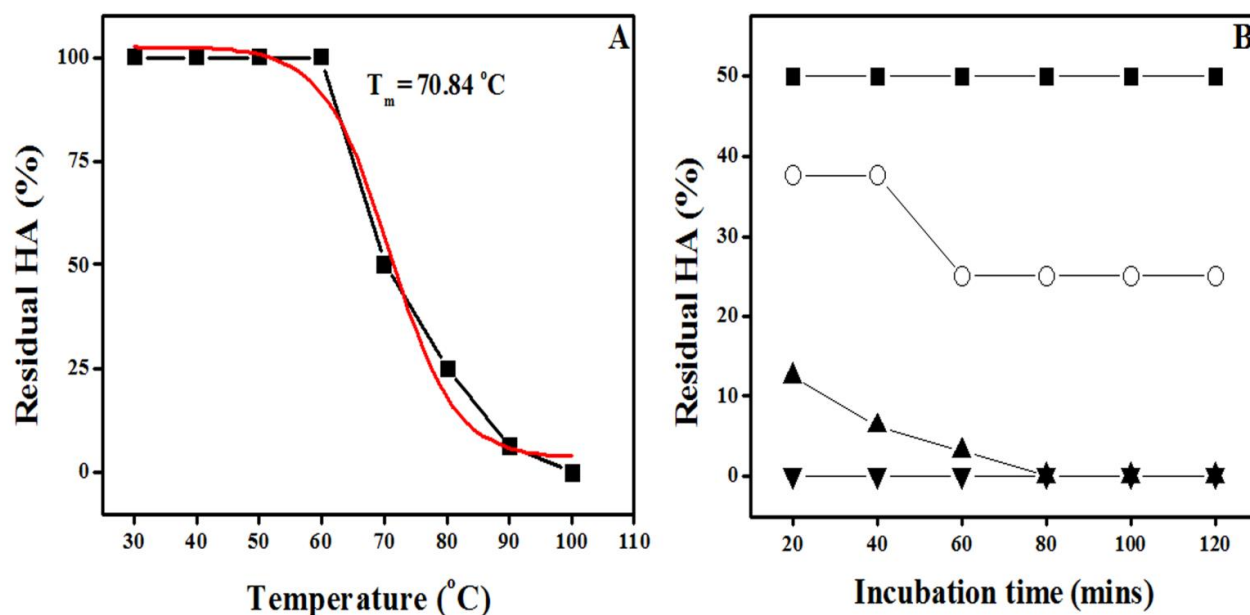 A
T_m = 70.84 °C
100
75
50
25
0
Residual HA (%)
30 40 50 60 70 80 90 100 110
Temperature (°C)
B
50
40
30
20
10
0
Residual HA (%)
20 40 60 80 100 120
Incubation time (mins)